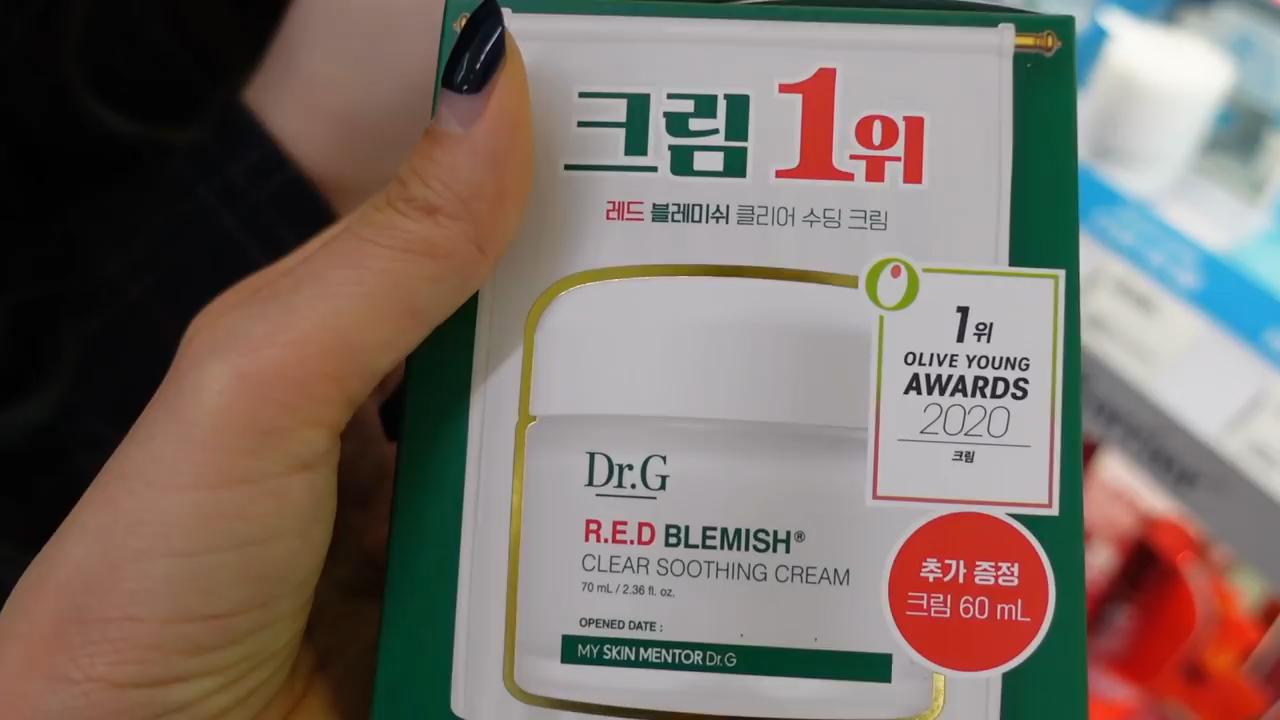 크림 1위
레드 블레미쉬 클리어 수딩 크림
1위
OLIVE YOUNG
AWARDS
2020
크림
Dr.G
R.E.D BLEMISH®
CLEAR SOOTHING CREAM
70 mL / 2.36 fl. oz.
추가 증정
크림 60 mL
OPENED DATE :
MY SKIN MENTOR Dr.G